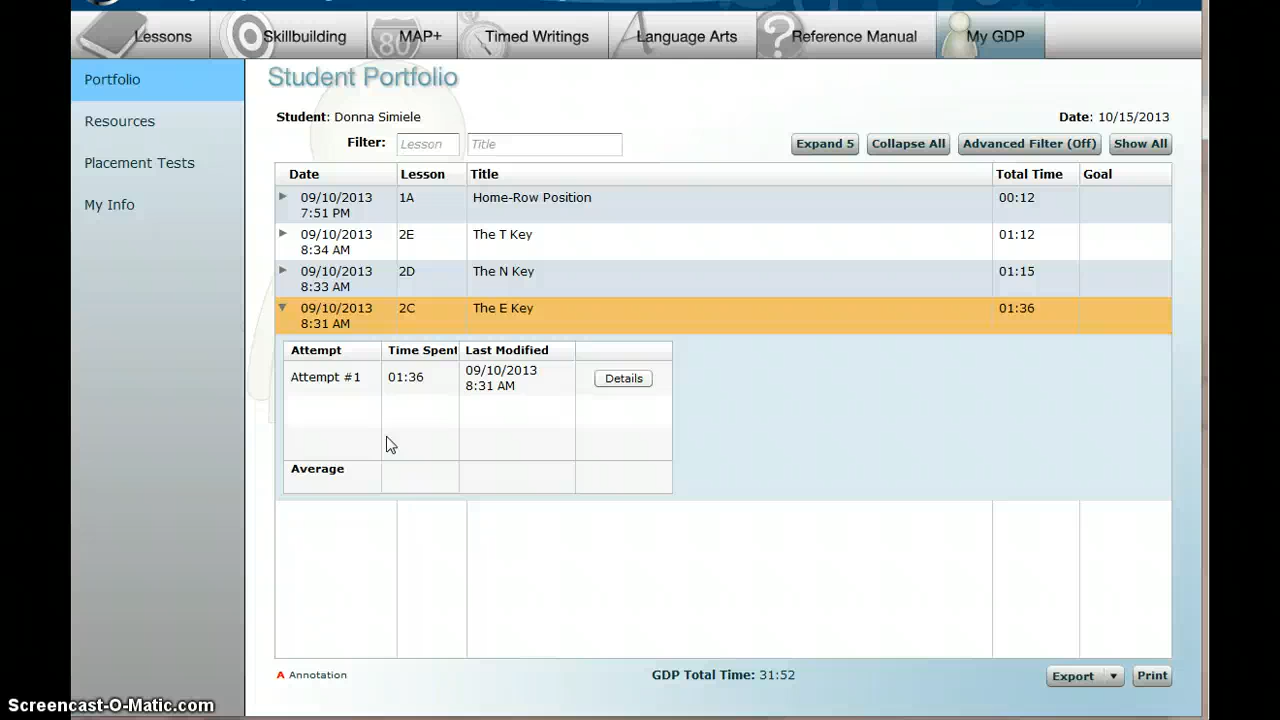 Lessons Skillbuilding MAP+ Timed Writings Language Arts Reference Manual My GDP
80
Portfolio
Resources
Placement Tests
My Info
Student Portfolio
Student: Donna Simiele Date: 10/15/2013
Filter: Lesson Title Expand 5 Collapse All Advanced Filter (Off) Show All
Date Lesson Title Total Time Goal
09/10/2013 1A Home-Row Position 00:12
7:51 PM
09/10/2013 2E The T Key 01:12
8:34 AM
09/10/2013 2D The N Key 01:15
8:33 AM
09/10/2013 2C The E Key 01:36
8:31 AM
Attempt Time Spent Last Modified
Attempt #1 01:36 09/10/2013 Details
8:31 AM
Average
A Annotation GDP Total Time: 31:52 Export Print
Screencast-O-Matic.com